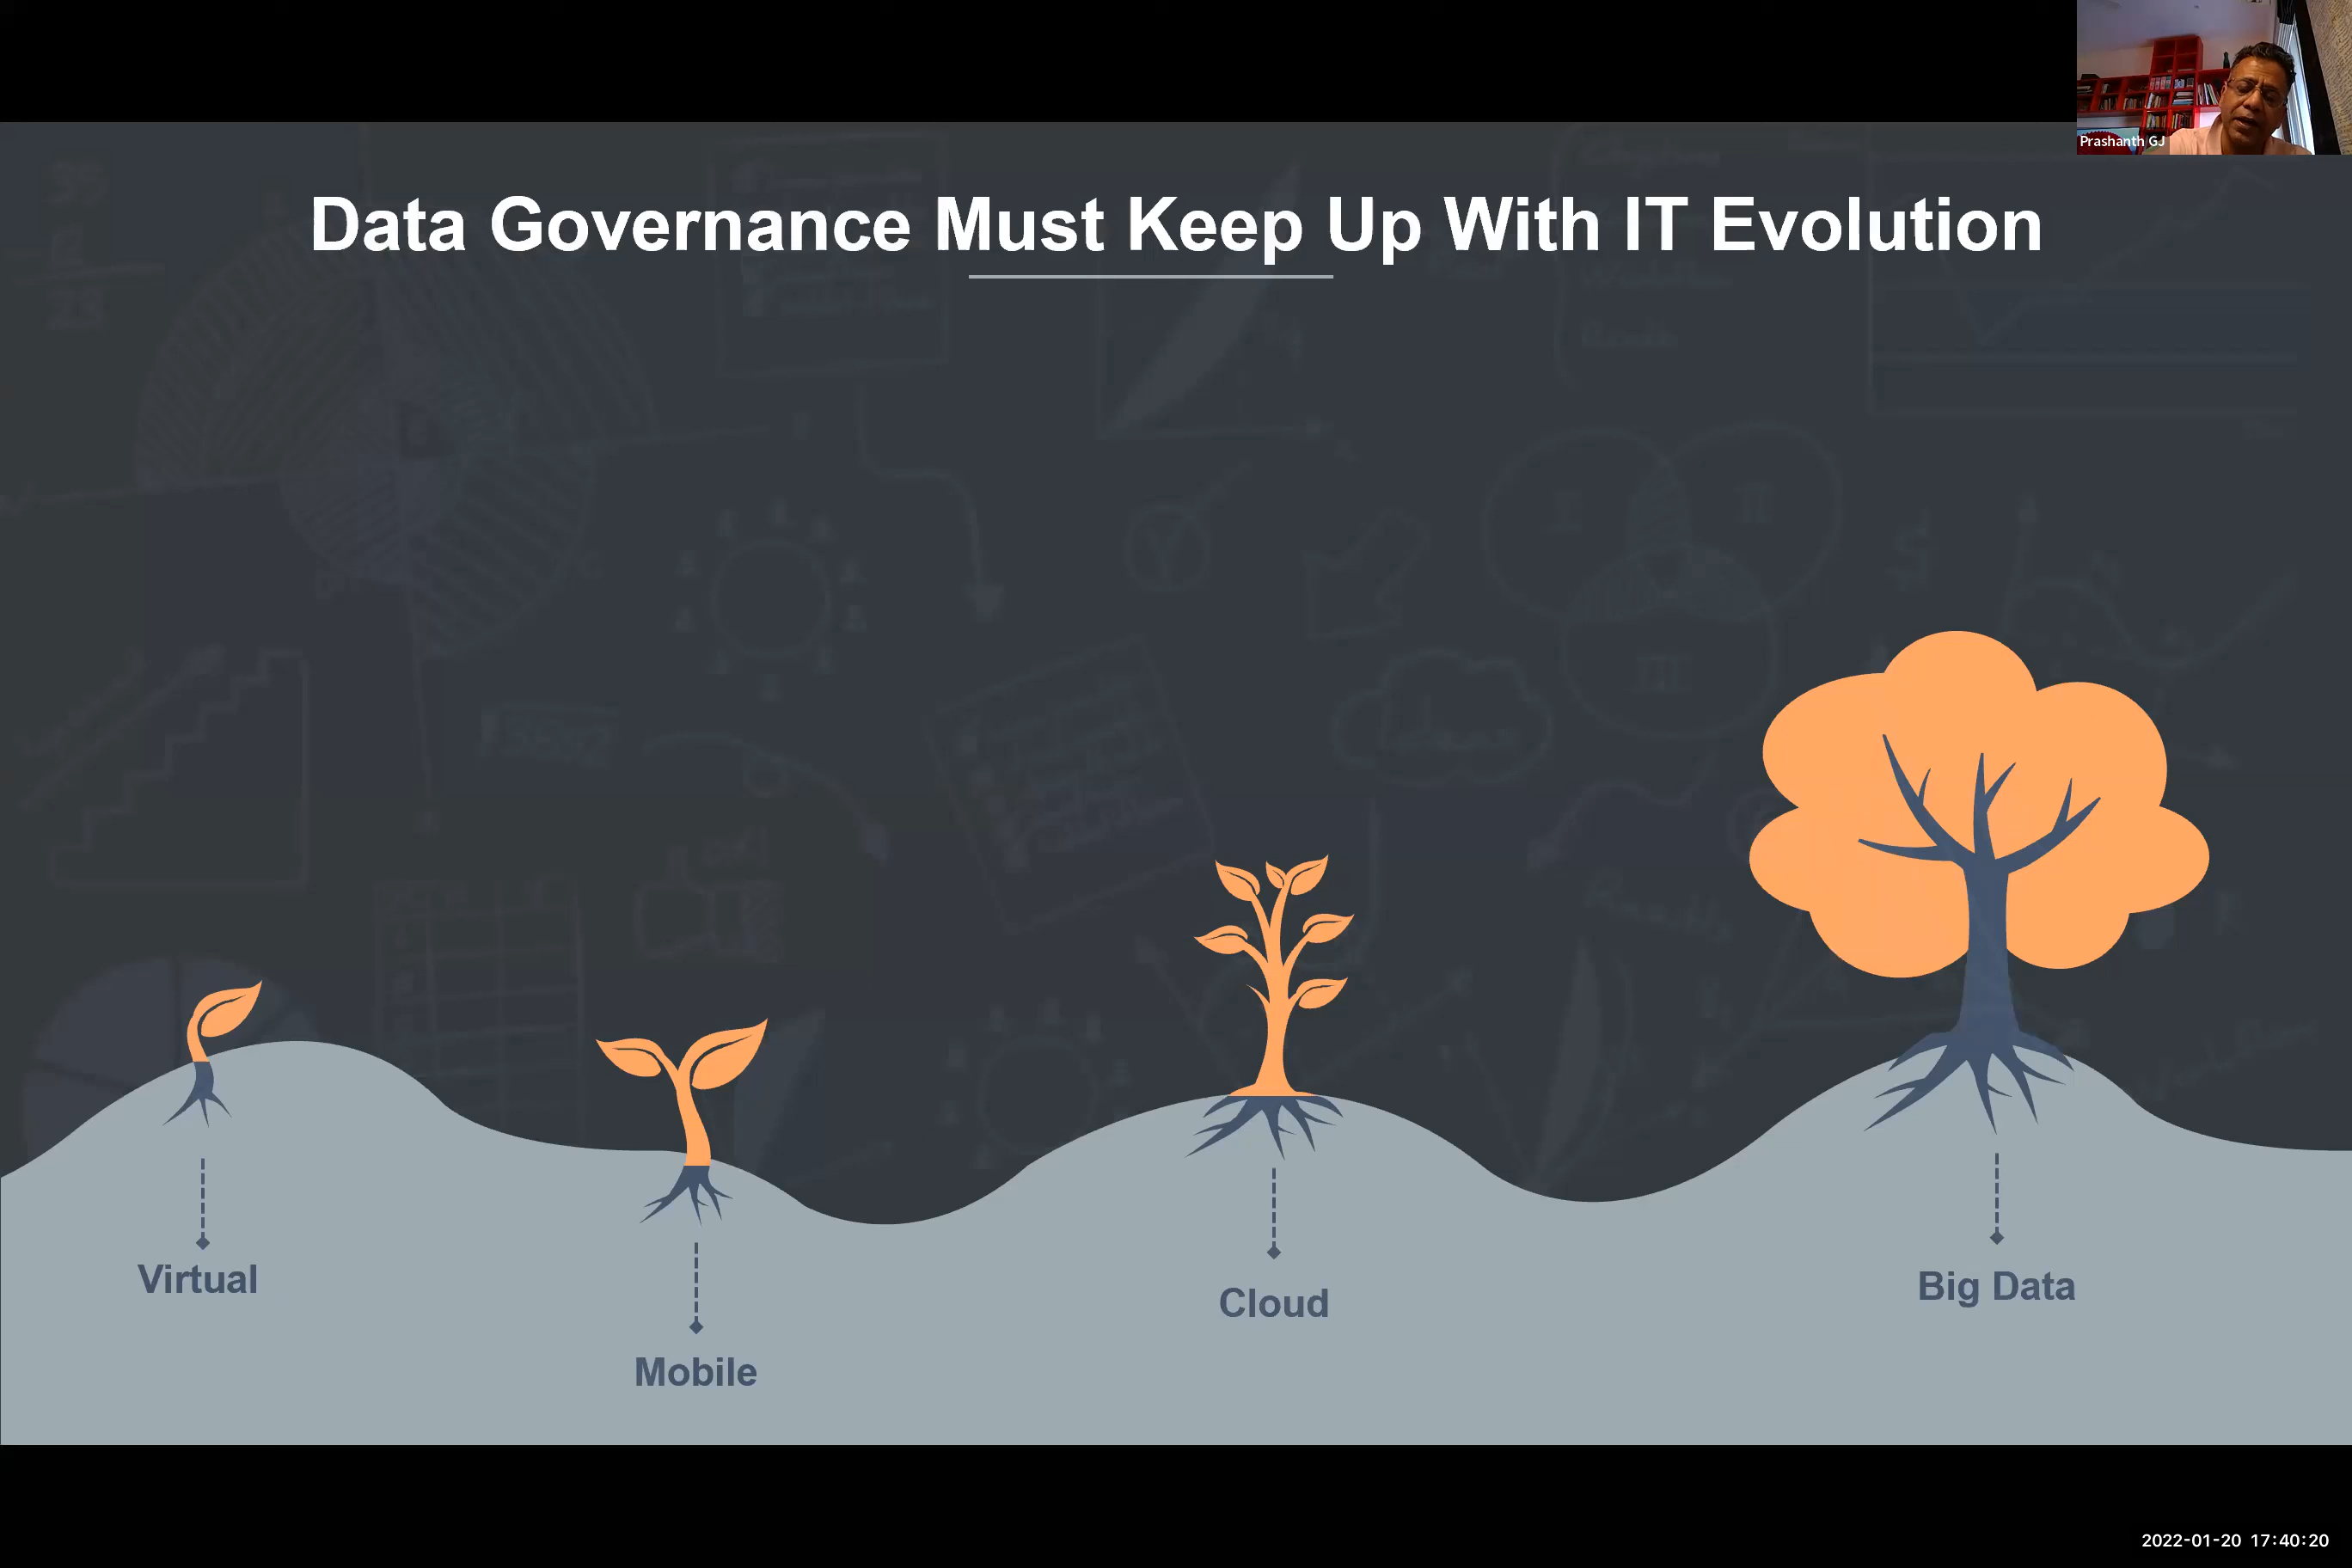 Prashanth GJ
Data Governance Must Keep Up With IT Evolution
Virtual
Mobile
Cloud
Big Data
2022-01-20 17:40:20